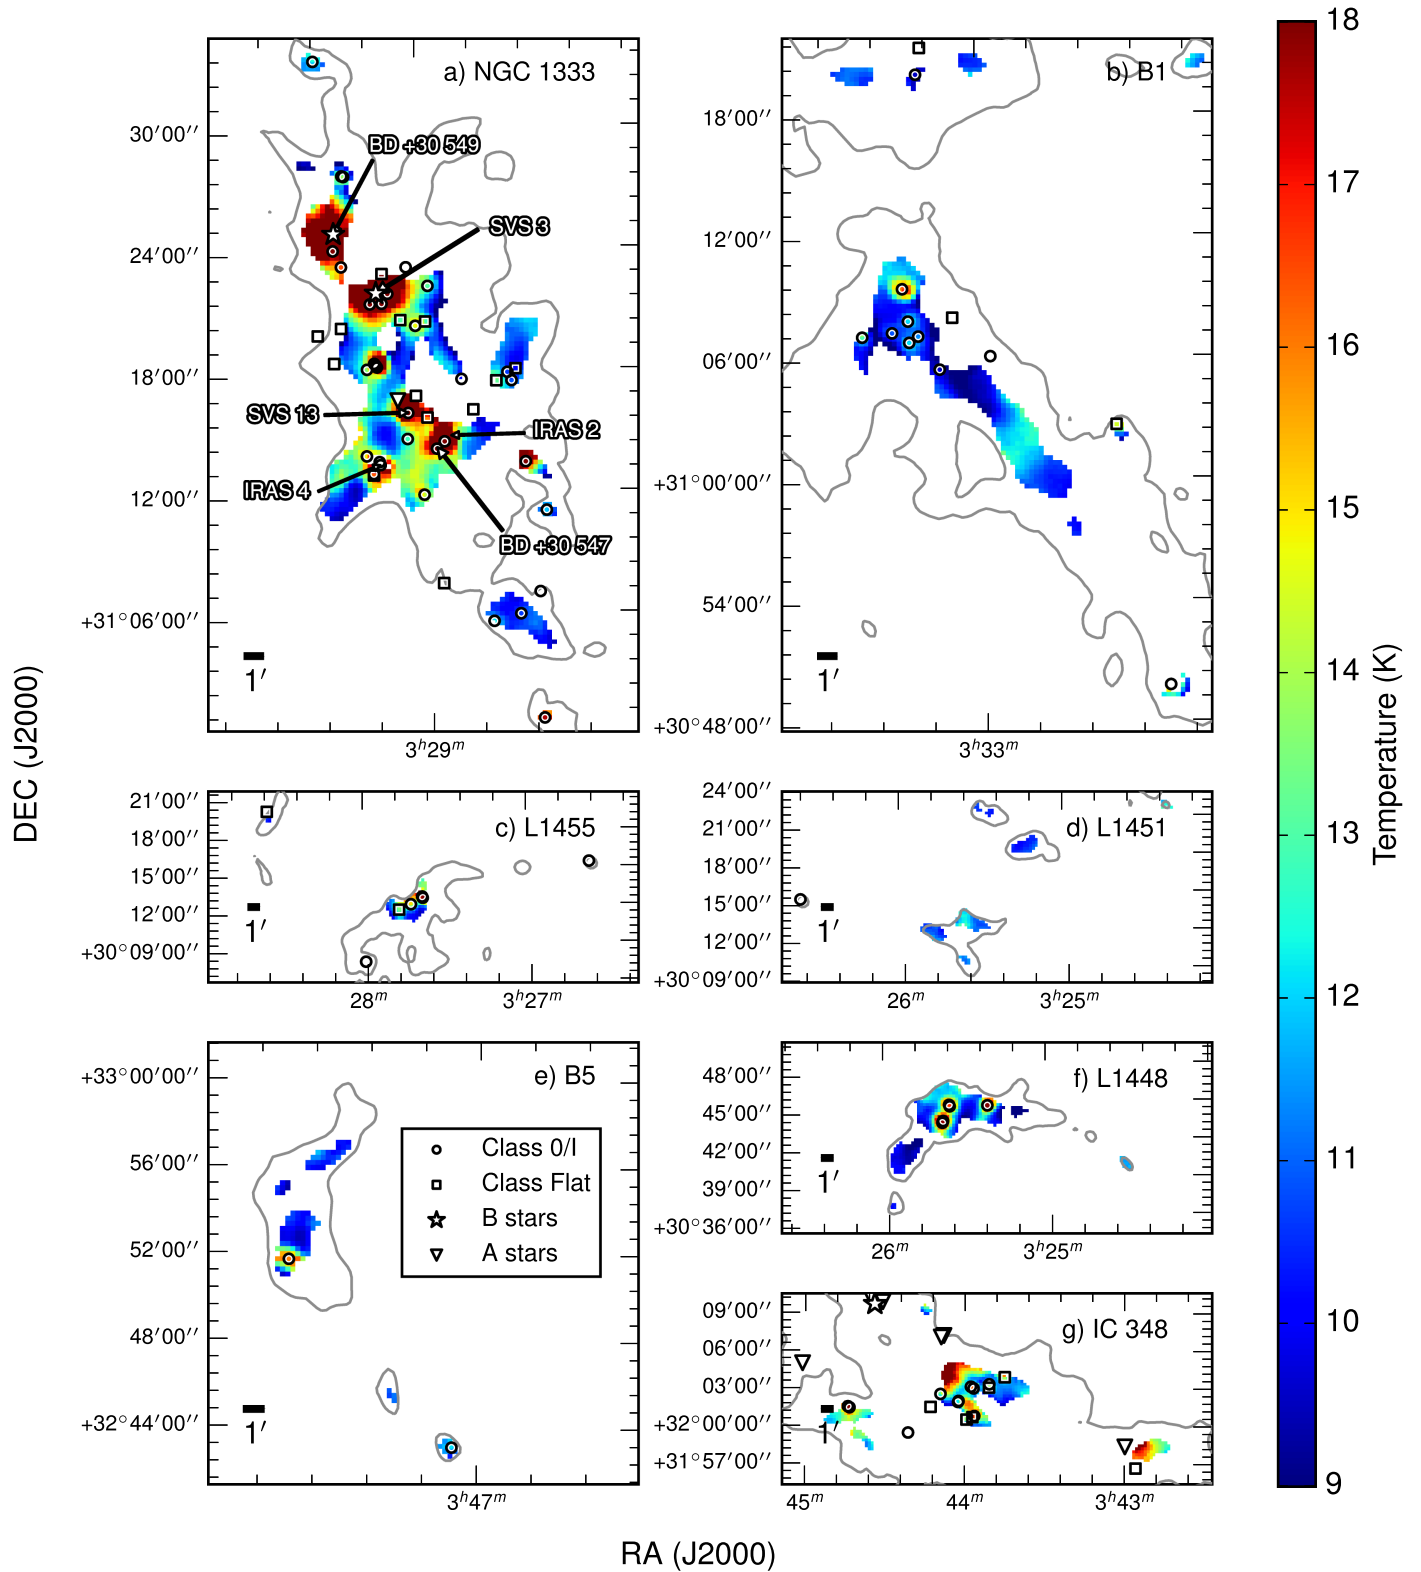 a) NGC 1333
BD +30 549
SVS 3
SVS 13
IRAS 2
IRAS 4
BD +30 547
30′00′′
24′00′′
18′00′′
12′00′′
+31°06′00′′
1′
3ʰ29ᵐ
b) B1
18′00′′
12′00′′
06′00′′
+31°00′00′′
54′00′′
+30°48′00′′
1′
3ʰ33ᵐ
c) L1455
21′00′′
18′00′′
15′00′′
12′00′′
+30°09′00′′
1′
28ᵐ
3ʰ27ᵐ
d) L1451
24′00′′
21′00′′
18′00′′
15′00′′
12′00′′
+30°09′00′′
1′
26ᵐ
3ʰ25ᵐ
e) B5
+33°00′00′′
56′00′′
52′00′′
48′00′′
+32°44′00′′
1′
3ʰ47ᵐ
Class 0/I
Class Flat
B stars
A stars
f) L1448
48′00′′
45′00′′
42′00′′
39′00′′
+30°36′00′′
1′
26ᵐ
3ʰ25ᵐ
g) IC 348
09′00′′
06′00′′
03′00′′
+32°00′00′′
+31°57′00′′
1′
45ᵐ
44ᵐ
3ʰ43ᵐ
DEC (J2000)
RA (J2000)
18
17
16
15
14
13
12
11
10
9
Temperature (K)